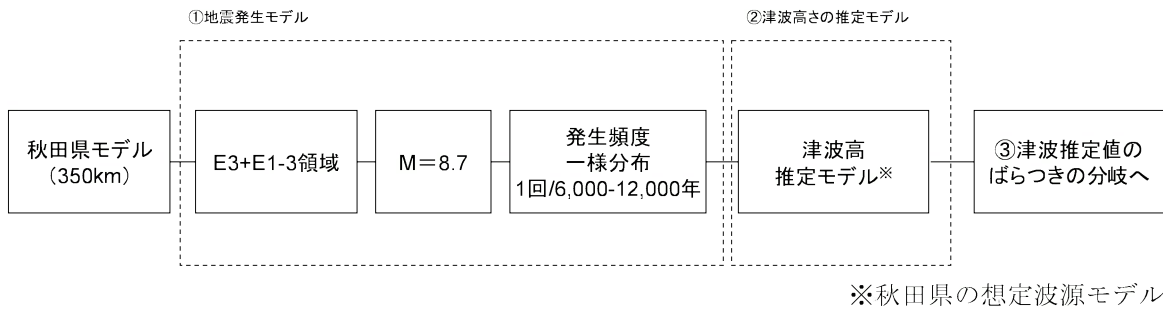 ①地震発生モデル
②津波高さの推定モデル
秋田県モデル
(350km)
E3+E1-3領域
M=8.7
発生頻度
一様分布
1回/6,000-12,000年
津波高
推定モデル※
③津波推定値の
ばらつきの分岐へ
※秋田県の想定波源モデル